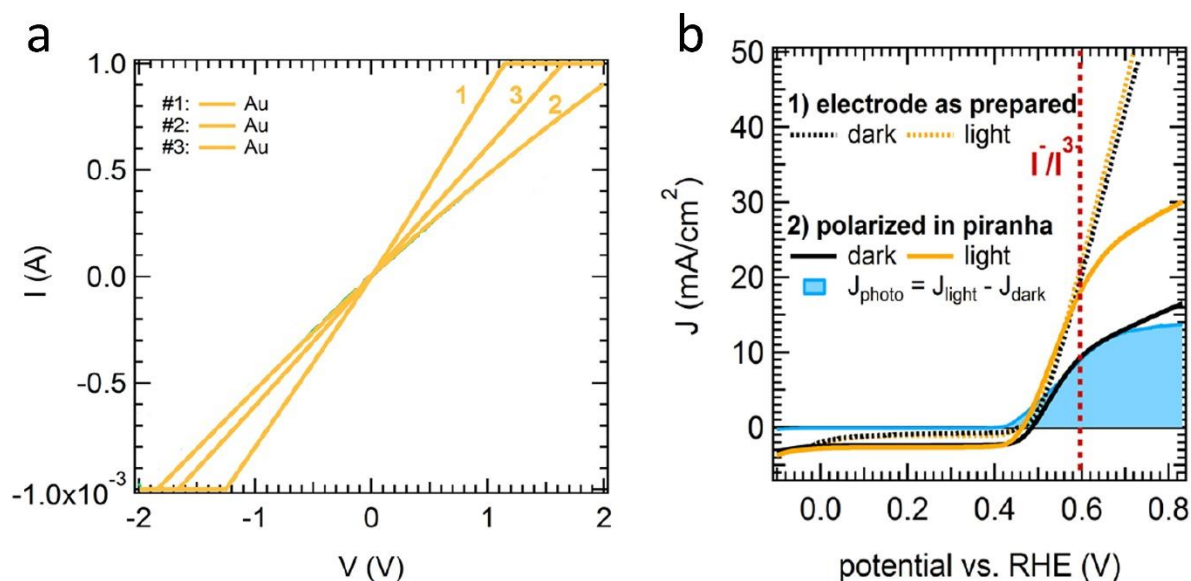 a
1.0
0.5
0.0
-0.5
-1.0x10⁻³
I (A)
#1: Au
#2: Au
#3: Au
1
3
2
-2
-1
0
1
2
V (V)
b
50
40
30
20
10
0
J (mA/cm²)
1) electrode as prepared
dark light
I⁻/I³⁻
2) polarized in piranha
dark light
J_photo = J_light - J_dark
0.0
0.2
0.4
0.6
0.8
potential vs. RHE (V)